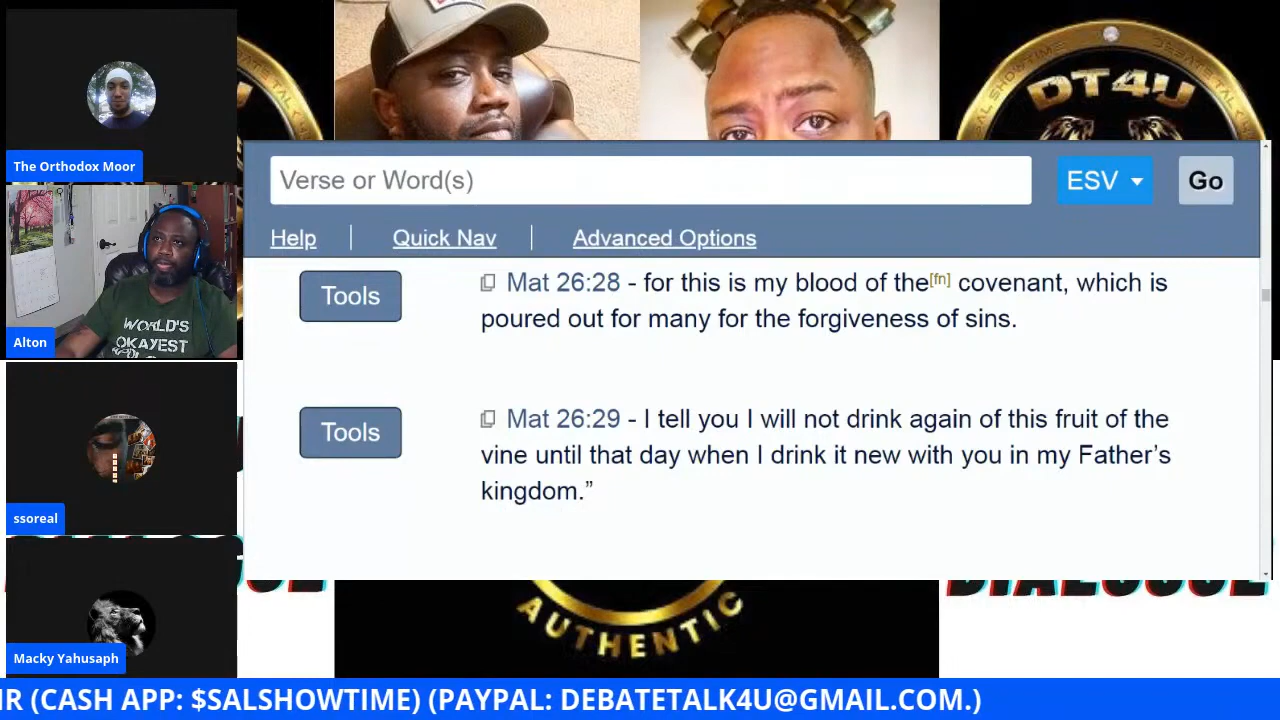 The Orthodox Moor
Alton
WORLD'S
OKAYEST
ssoreal
Macky Yahusaph
DT4U
Verse or Word(s)
ESV
Go
Help
Quick Nav
Advanced Options
Tools
Mat 26:28 - for this is my blood of the[fn] covenant, which is
poured out for many for the forgiveness of sins.
Tools
Mat 26:29 - I tell you I will not drink again of this fruit of the
vine until that day when I drink it new with you in my Father’s
kingdom.”
AUTHENTIC
(CASH APP: $SALSHOWTIME) (PAYPAL: DEBATETALK4U@GMAIL.COM.)